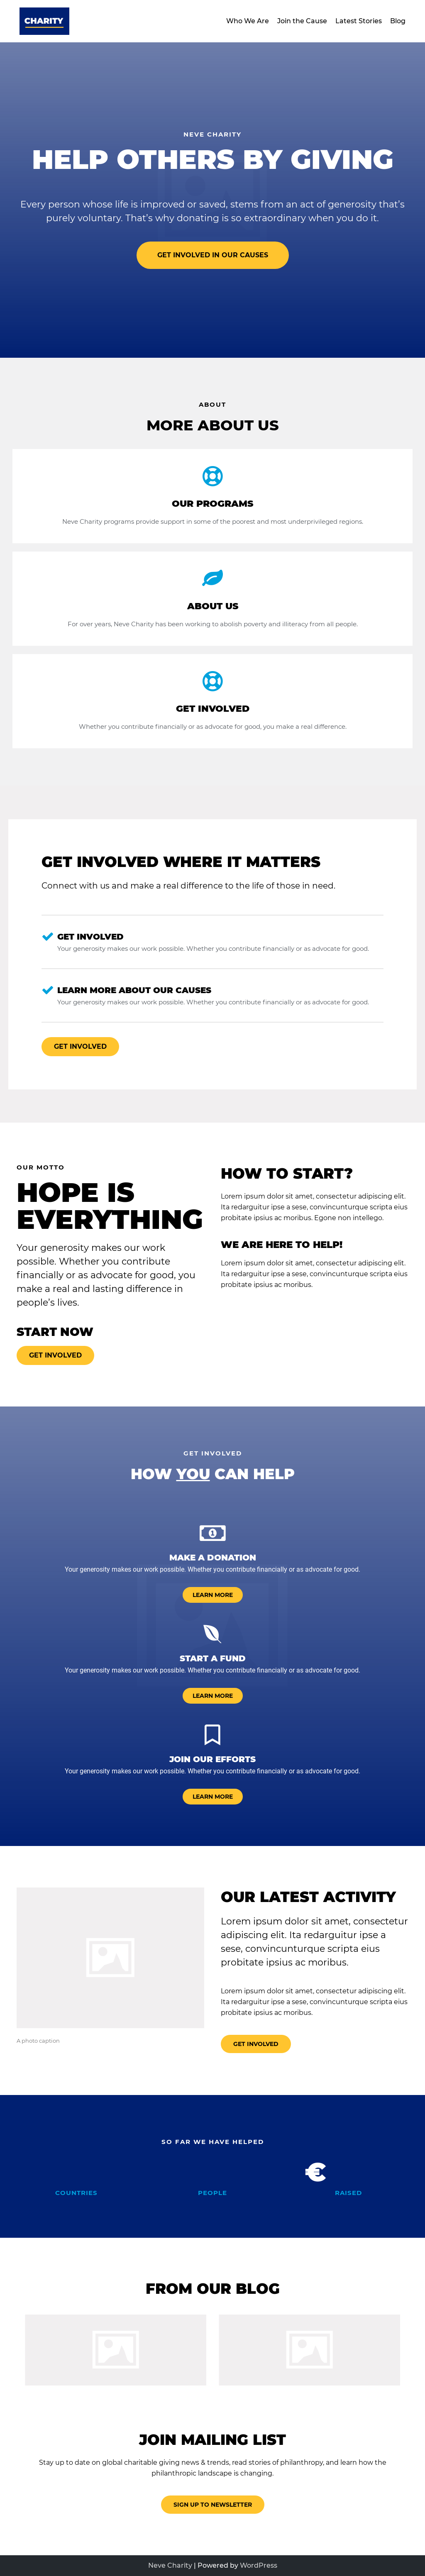 CHARITY
Who We Are
Join the Cause
Latest Stories
Blog
NEVE CHARITY
HELP OTHERS BY GIVING
Every person whose life is improved or saved, stems from an act of generosity that's
purely voluntary. That's why donating is so extraordinary when you do it.
GET INVOLVED IN OUR CAUSES
ABOUT
MORE ABOUT US
OUR PROGRAMS
Neve Charity programs provide support in some of the poorest and most underprivileged regions.
ABOUT US
For over years, Neve Charity has been working to abolish poverty and illiteracy from all people.
GET INVOLVED
Whether you contribute financially or as advocate for good, you make a real difference.
GET INVOLVED WHERE IT MATTERS
Connect with us and make a real difference to the life of those in need.
GET INVOLVED
Your generosity makes our work possible. Whether you contribute financially or as advocate for good.
LEARN MORE ABOUT OUR CAUSES
Your generosity makes our work possible. Whether you contribute financially or as advocate for good.
GET INVOLVED
OUR MOTTO
HOPE IS
EVERYTHING
Your generosity makes our work
possible. Whether you contribute
financially or as advocate for good, you
make a real and lasting difference in
people's lives.
START NOW
GET INVOLVED
HOW TO START?
Lorem ipsum dolor sit amet, consectetur adipiscing elit.
Ita redarguitur ipse a sese, convincunturque scripta eius
probitate ipsius ac moribus. Egone non intellego.
WE ARE HERE TO HELP!
Lorem ipsum dolor sit amet, consectetur adipiscing elit.
Ita redarguitur ipse a sese, convincunturque scripta eius
probitate ipsius ac moribus.
GET INVOLVED
HOW YOU CAN HELP
MAKE A DONATION
Your generosity makes our work possible. Whether you contribute financially or as advocate for good.
LEARN MORE
START A FUND
Your generosity makes our work possible. Whether you contribute financially or as advocate for good.
LEARN MORE
JOIN OUR EFFORTS
Your generosity makes our work possible. Whether you contribute financially or as advocate for good.
LEARN MORE
A photo caption
OUR LATEST ACTIVITY
Lorem ipsum dolor sit amet, consectetur
adipiscing elit. Ita redarguitur ipse a
sese, convincunturque scripta eius
probitate ipsius ac moribus.
Lorem ipsum dolor sit amet, consectetur adipiscing elit.
Ita redarguitur ipse a sese, convincunturque scripta eius
probitate ipsius ac moribus.
GET INVOLVED
SO FAR WE HAVE HELPED
€
COUNTRIES
PEOPLE
RAISED
FROM OUR BLOG
JOIN MAILING LIST
Stay up to date on global charitable giving news & trends, read stories of philanthropy, and learn how the
philanthropic landscape is changing.
SIGN UP TO NEWSLETTER
Neve Charity | Powered by WordPress